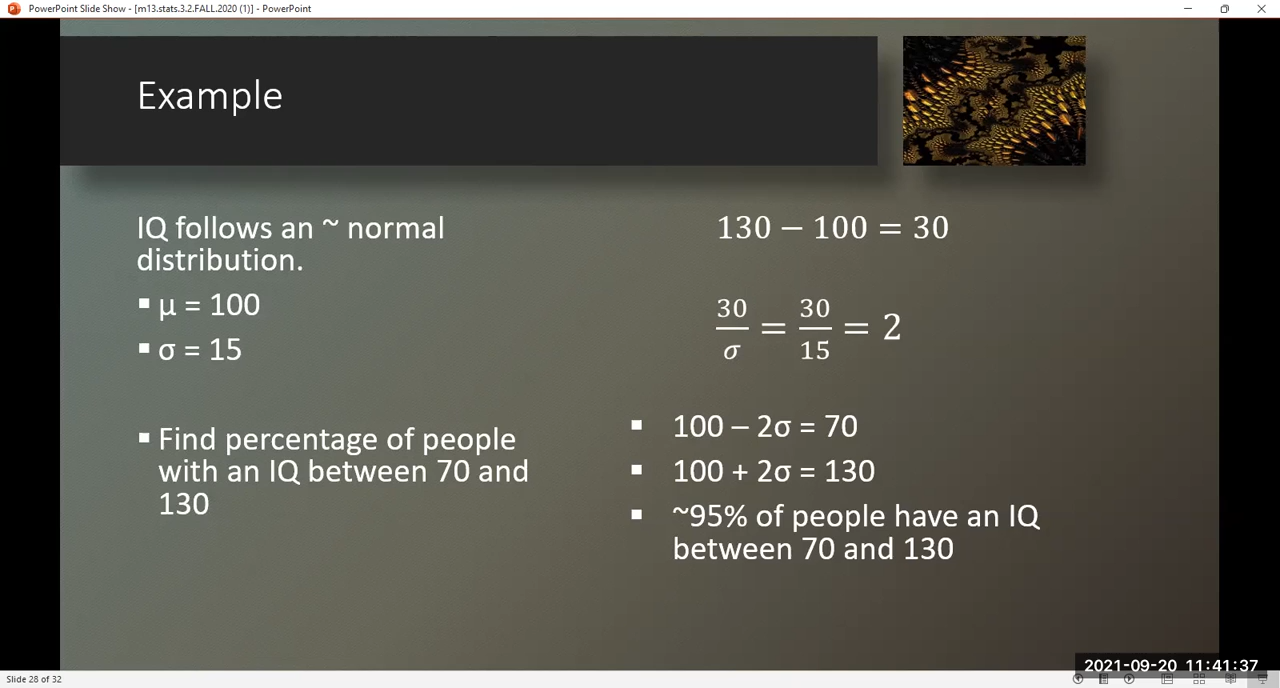 PowerPoint Slide Show - [m13.stats.3.2.FALL.2020 (1)] - PowerPoint
Example
IQ follows an ~ normal
distribution.
▪ μ = 100
▪ σ = 15
▪ Find percentage of people
with an IQ between 70 and
130
130 − 100 = 30
30/σ = 30/15 = 2
▪ 100 – 2σ = 70
▪ 100 + 2σ = 130
▪ ~95% of people have an IQ
between 70 and 130
2021-09-20 11:41:37
Slide 28 of 32